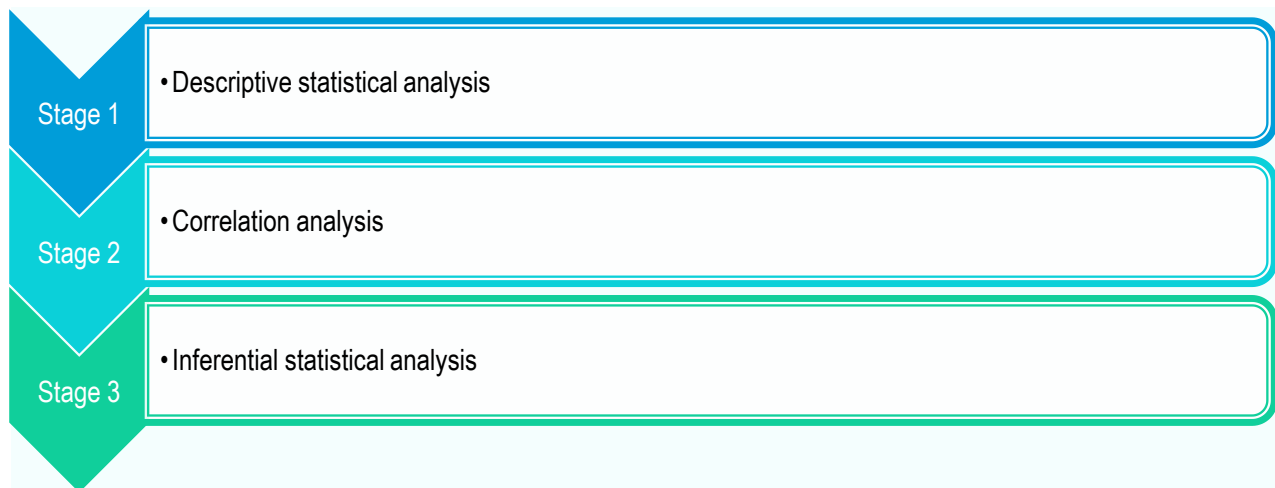 Stage 1
• Descriptive statistical analysis
Stage 2
• Correlation analysis
Stage 3
• Inferential statistical analysis